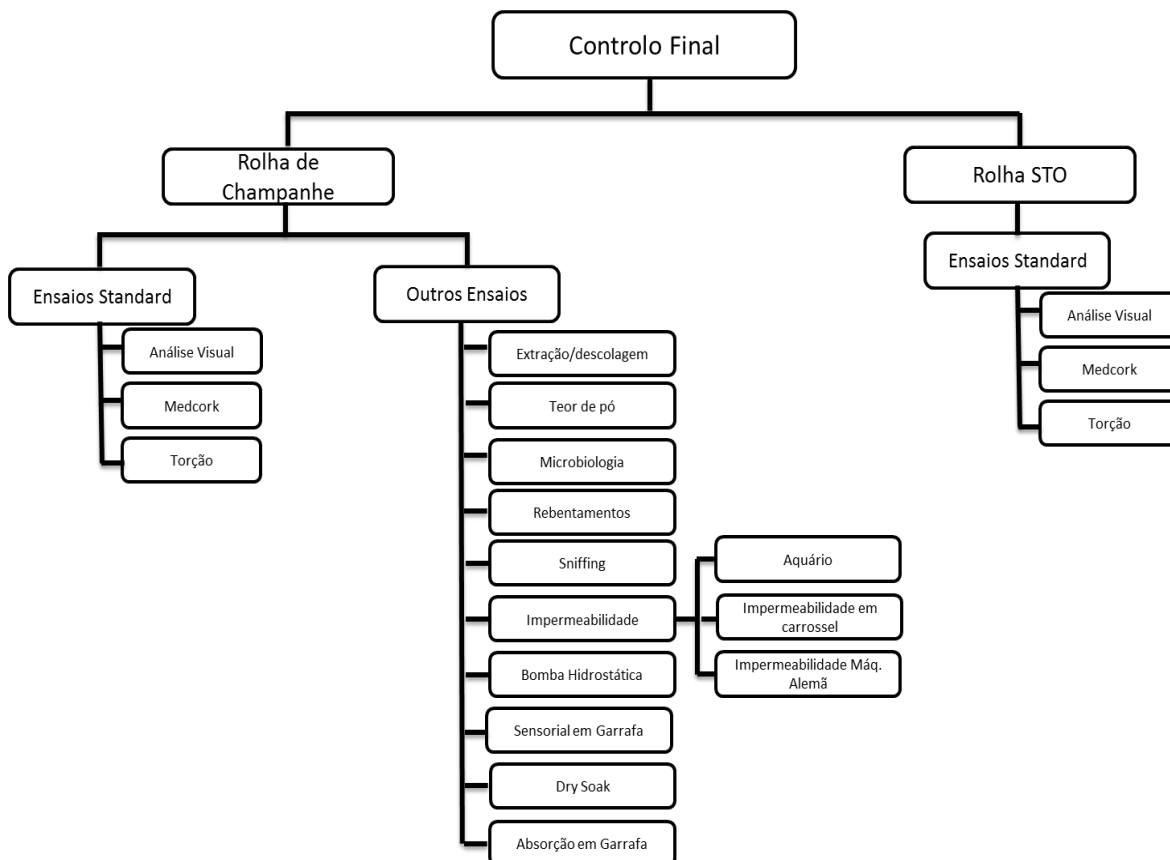 Controlo Final
Rolha de
Champanhe
Rolha STO
Ensaios Standard
Outros Ensaios
Ensaios Standard
Análise Visual
Medcork
Torção
Extração/descolagem
Teor de pó
Microbiologia
Rebentamentos
Sniffing
Impermeabilidade
Bomba Hidrostática
Sensorial em Garrafa
Dry Soak
Absorção em Garrafa
Aquário
Impermeabilidade em
carrossel
Impermeabilidade Máq.
Alemã
Análise Visual
Medcork
Torção